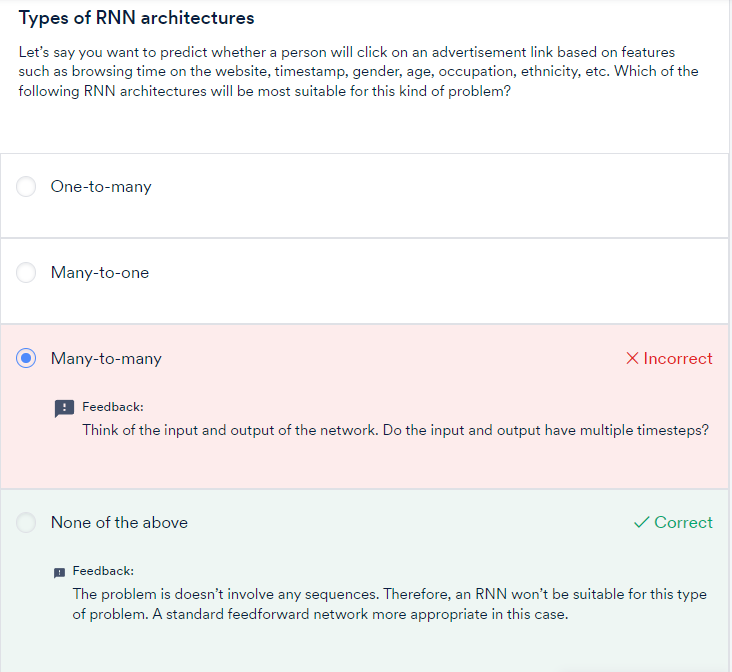 Types of RNN architectures
Let's say you want to predict whether a person will click on an advertisement link based on features
such as browsing time on the website, timestamp, gender, age, occupation, ethnicity, etc. Which of the
following RNN architectures will be most suitable for this kind of problem?
One-to-many
Many-to-one
Many-to-many
Incorrect
Feedback:
Think of the input and output of the network. Do the input and output have multiple timesteps?
None of the above
Correct
Feedback:
The problem is doesn't involve any sequences. Therefore, an RNN won't be suitable for this type
of problem. A standard feedforward network more appropriate in this case.